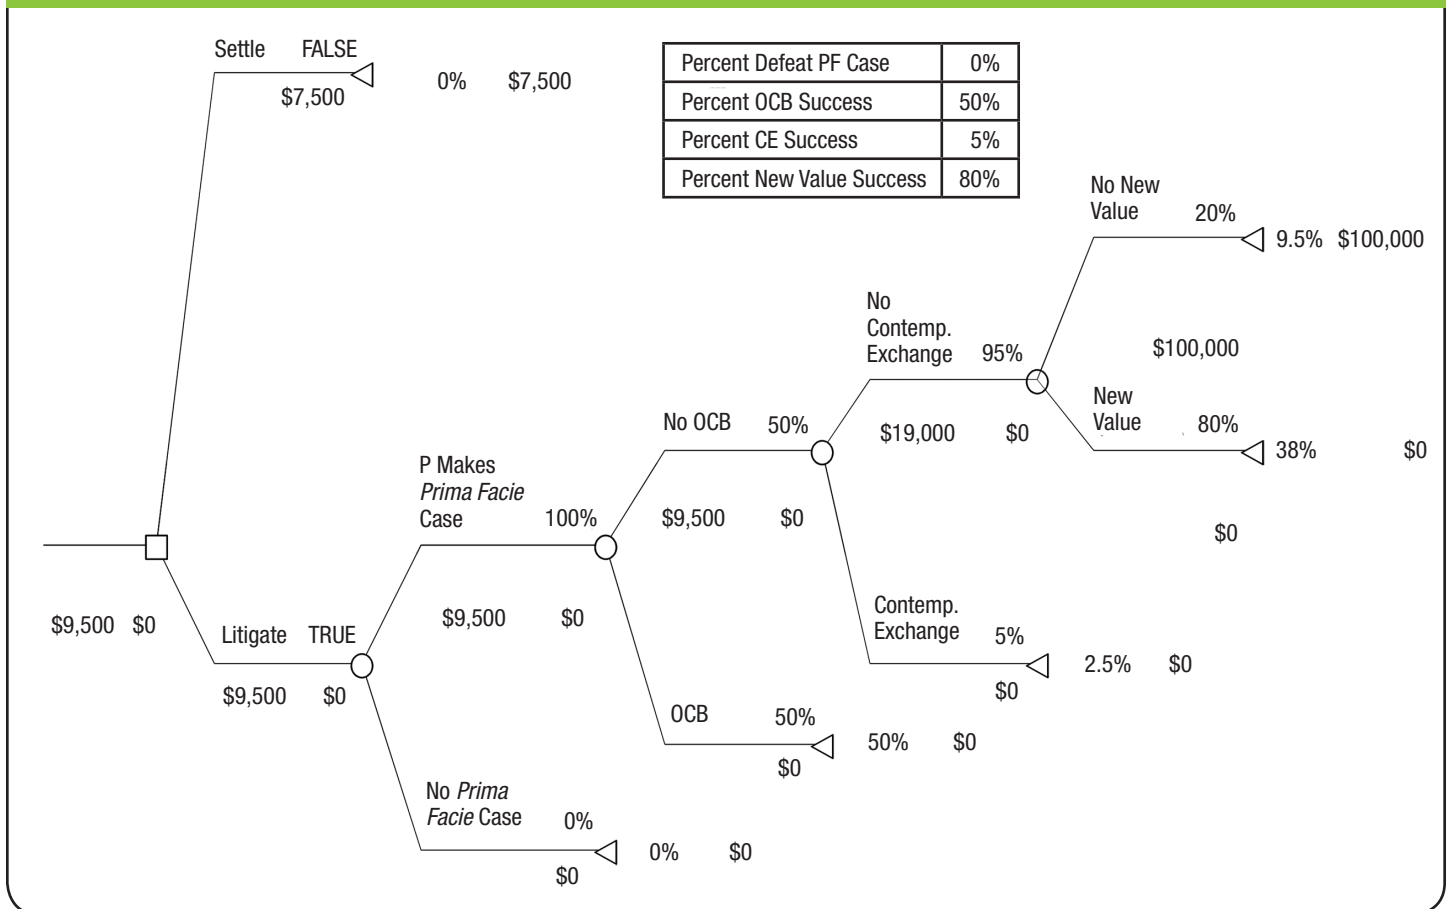 Settle FALSE
$7,500
0% $7,500
Percent Defeat PF Case 0%
Percent OCB Success 50%
Percent CE Success 5%
Percent New Value Success 80%
No New
Value 20%
9.5% $100,000
$100,000
No
Contemp.
Exchange 95%
$19,000 $0
New
Value 80%
38% $0
$0
No OCB 50%
$9,500 $0
P Makes
Prima Facie
Case 100%
$9,500 $0
Contemp.
Exchange 5%
$0
2.5% $0
$9,500 $0
Litigate TRUE
$9,500 $0
OCB 50%
$0
50% $0
No Prima
Facie Case 0%
$0
0% $0